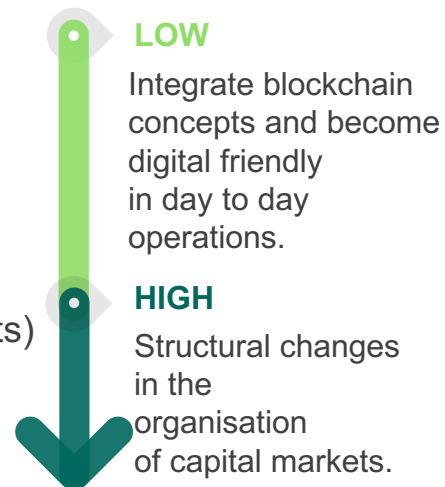 LOW
Integrate blockchain
concepts and become
digital friendly
in day to day
operations.
HIGH
ts)
Structural changes
in the
organisation
of capital markets.